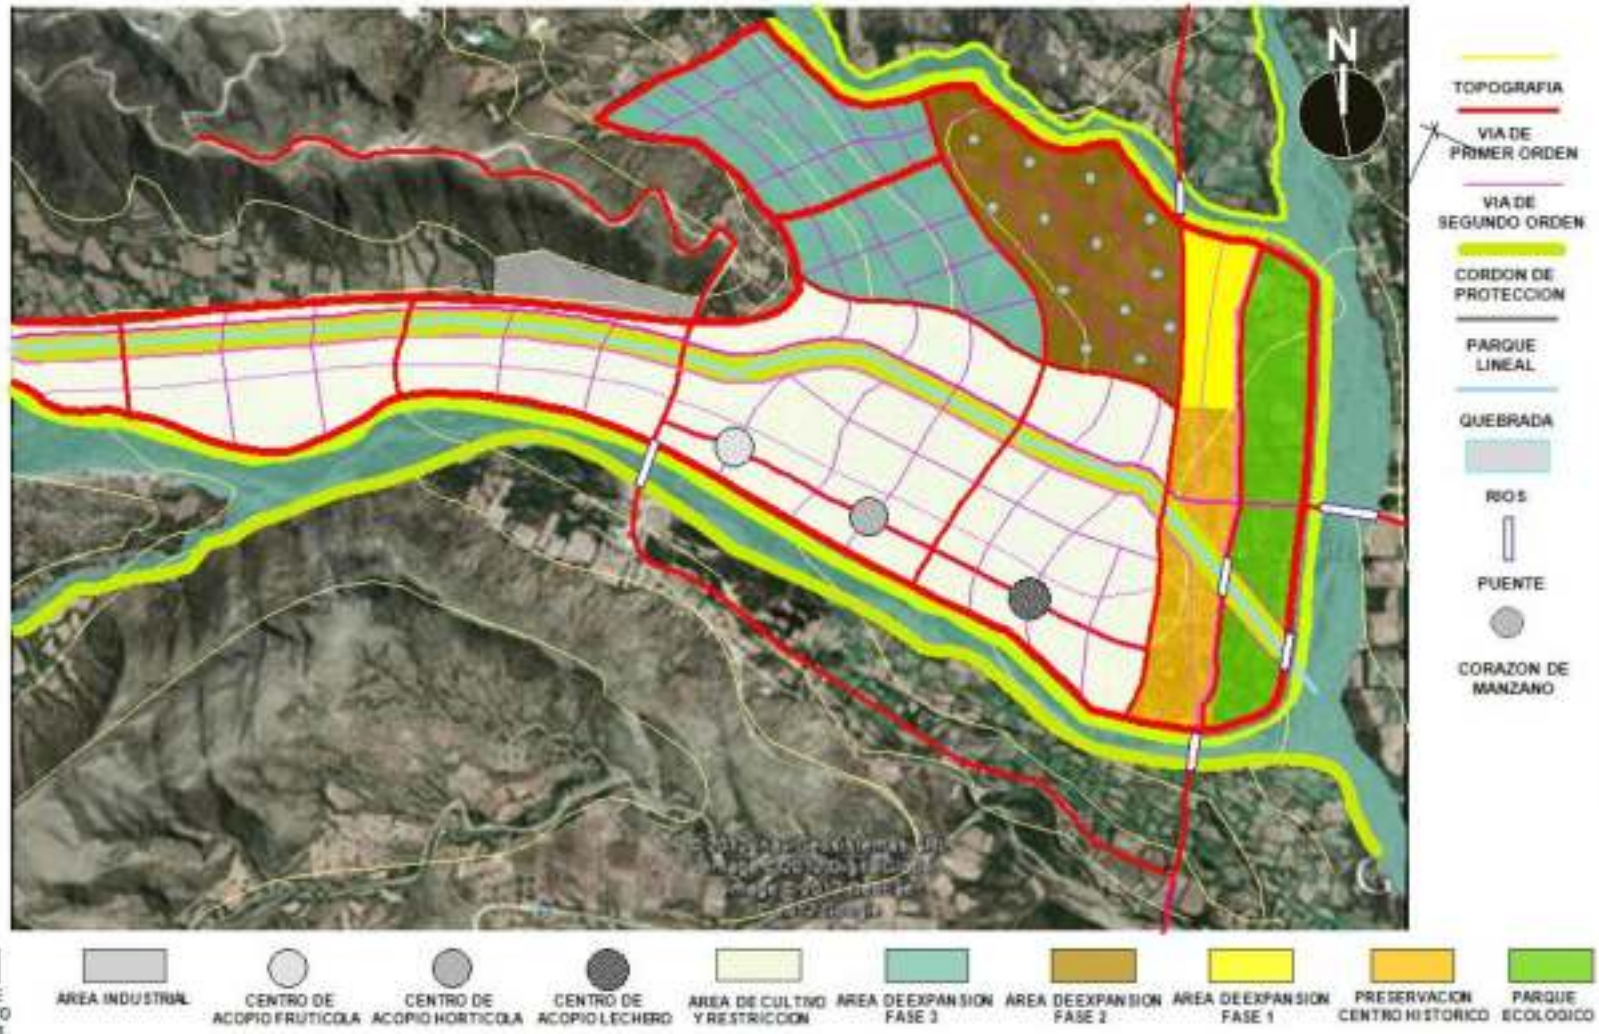 N
TOPOGRAFIA
VIA DE
PRIMER ORDEN
VIA DE
SEGUNDO ORDEN
CORDON DE
PROTECCION
PARQUE
LINEAL
QUEBRADA
RIOS
PUENTE
CORAZON DE
MANZANO
G
AREA INDUSTRIAL
CENTRO DE
ACOPIO FRUTICOLA
CENTRO DE
ACOPIO HORTICOLA
CENTRO DE
ACOPIO LECHERO
AREA DE CULTIVO
Y RESTRICCION
AREA DE EXPANSION
FASE 3
AREA DE EXPANSION
FASE 2
AREA DE EXPANSION
FASE 1
PRESERVACION
CENTRO HISTORICO
PARQUE
ECOLOGICO